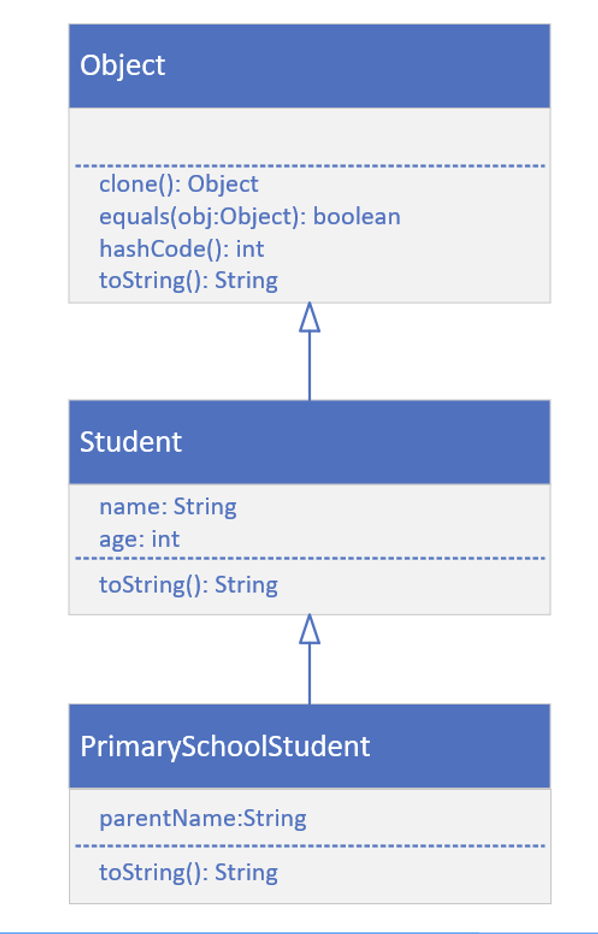 Object
clone(): Object
equals(obj:Object): boolean
hashCode(): int
toString(): String
Student
name: String
age: int
toString(): String
PrimarySchoolStudent
parentName:String
toString(): String